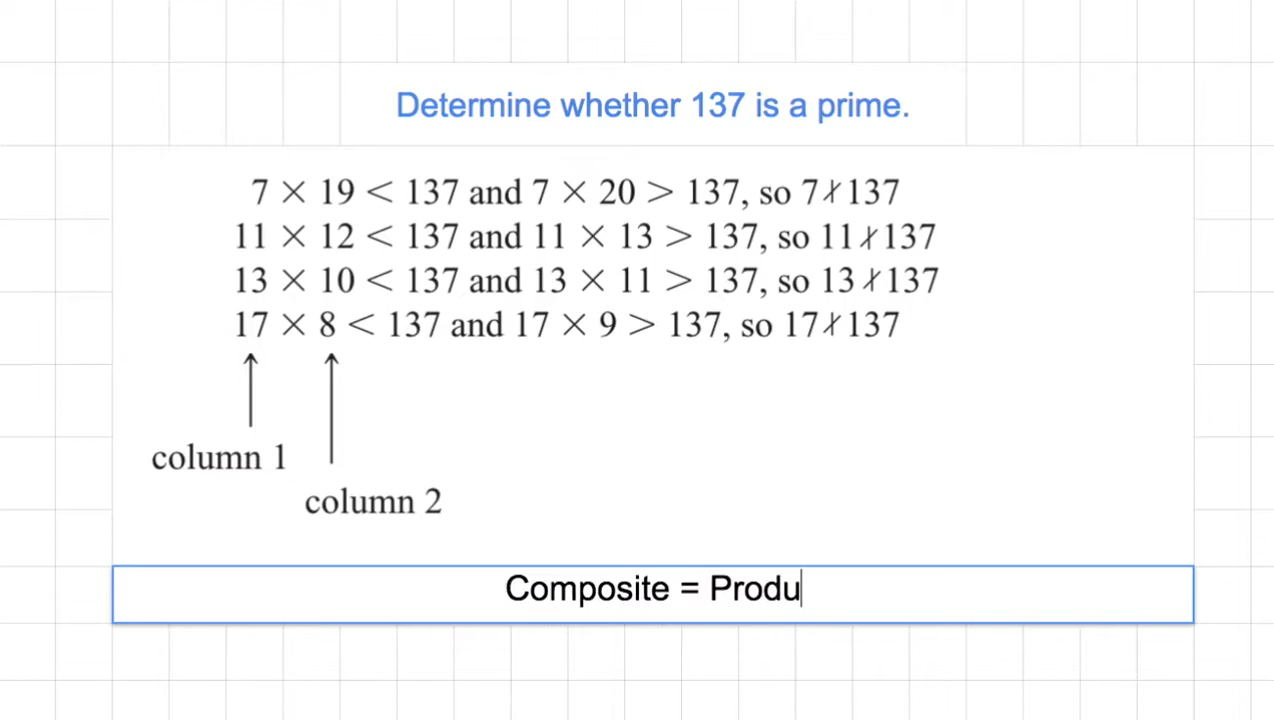 Determine whether 137 is a prime.
7 × 19 < 137 and 7 × 20 > 137, so 7∤137
11 × 12 < 137 and 11 × 13 > 137, so 11∤137
13 × 10 < 137 and 13 × 11 > 137, so 13∤137
17 × 8 < 137 and 17 × 9 > 137, so 17∤137
column 1
column 2
Composite = Produ